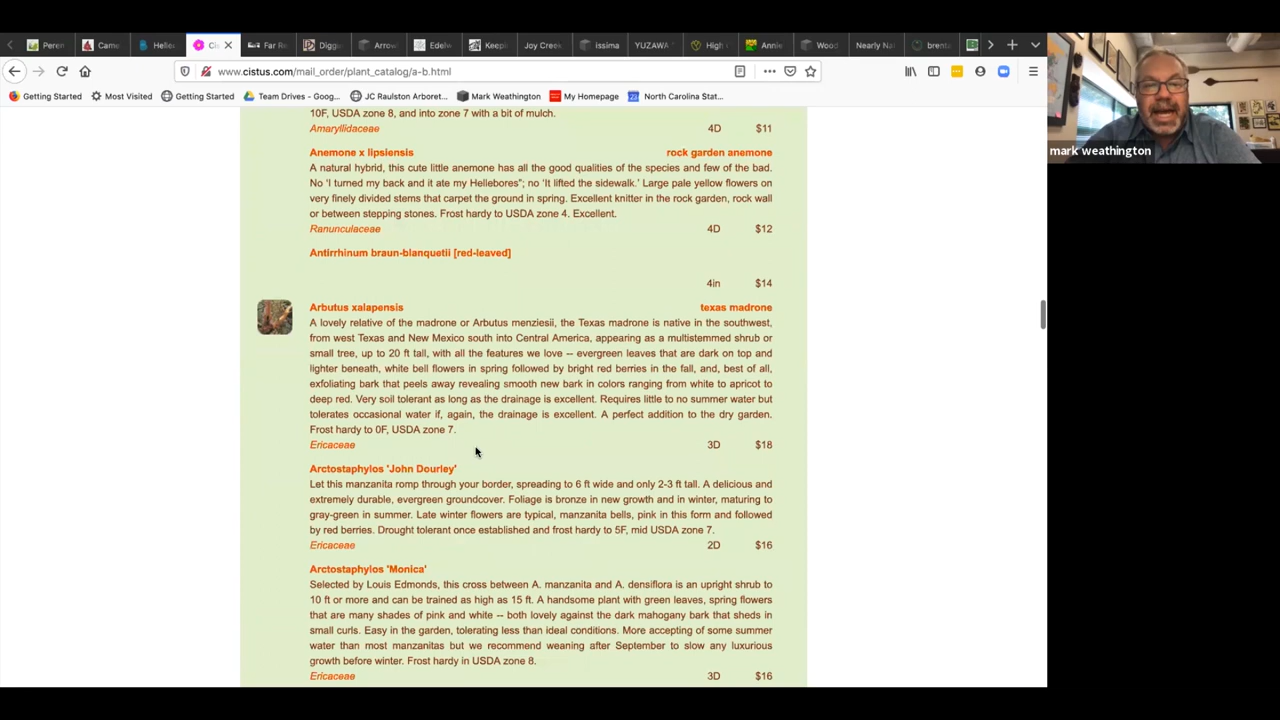 Peren
Came
Helleo
Cis
Far R
Diggi
Arrow
Edelw
Keepi
Joy Creek
issima
YUZAWA
High
Annie
Wood
Nearly Na
brenta
www.cistus.com/mail_order/plant_catalog/a-b.html
Getting Started
Most Visited
Getting Started
Team Drives - Goog...
JC Raulston Arboret...
Mark Weathington
My Homepage
North Carolina Stat...
10F, USDA zone 8, and into zone 7 with a bit of mulch.
Amaryllidaceae 4D $11
Anemone x lipsiensis rock garden anemone
A natural hybrid, this cute little anemone has all the good qualities of the species and few of the bad.
No 'I turned my back and it ate my Hellebores"; no 'It lifted the sidewalk.' Large pale yellow flowers on
very finely divided stems that carpet the ground in spring. Excellent knitter in the rock garden, rock wall
or between stepping stones. Frost hardy to USDA zone 4. Excellent.
Ranunculaceae 4D $12
Antirrhinum braun-blanquetii [red-leaved]
4in $14
Arbutus xalapensis texas madrone
A lovely relative of the madrone or Arbutus menziesii, the Texas madrone is native in the southwest,
from west Texas and New Mexico south into Central America, appearing as a multistemmed shrub or
small tree, up to 20 ft tall, with all the features we love -- evergreen leaves that are dark on top and
lighter beneath, white bell flowers in spring followed by bright red berries in the fall, and, best of all,
exfoliating bark that peels away revealing smooth new bark in colors ranging from white to apricot to
deep red. Very soil tolerant as long as the drainage is excellent. Requires little to no summer water but
tolerates occasional water if, again, the drainage is excellent. A perfect addition to the dry garden.
Frost hardy to 0F, USDA zone 7.
Ericaceae 3D $18
Arctostaphylos 'John Dourley'
Let this manzanita romp through your border, spreading to 6 ft wide and only 2-3 ft tall. A delicious and
extremely durable, evergreen groundcover. Foliage is bronze in new growth and in winter, maturing to
gray-green in summer. Late winter flowers are typical, manzanita bells, pink in this form and followed
by red berries. Drought tolerant once established and frost hardy to 5F, mid USDA zone 7.
Ericaceae 2D $16
Arctostaphylos 'Monica'
Selected by Louis Edmonds, this cross between A. manzanita and A. densiflora is an upright shrub to
10 ft or more and can be trained as high as 15 ft. A handsome plant with green leaves, spring flowers
that are many shades of pink and white -- both lovely against the dark mahogany bark that sheds in
small curls. Easy in the garden, tolerating less than ideal conditions. More accepting of some summer
water than most manzanitas but we recommend weaning after September to slow any luxurious
growth before winter. Frost hardy in USDA zone 8.
Ericaceae 3D $16
mark weathington